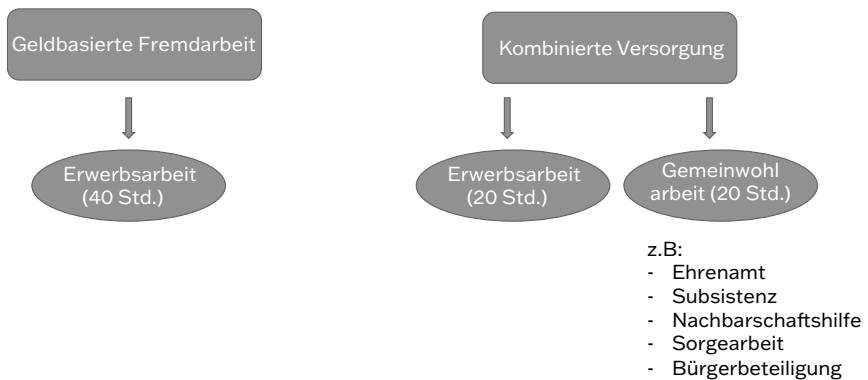 Geldbasierte Fremdarbeit
Erwerbsarbeit
(40 Std.)
Kombinierte Versorgung
Erwerbsarbeit
(20 Std.)
Gemeinwohl
arbeit (20 Std.)
z.B:
- Ehrenamt
- Subsistenz
- Nachbarschaftshilfe
- Sorgearbeit
- Bürgerbeteiligung